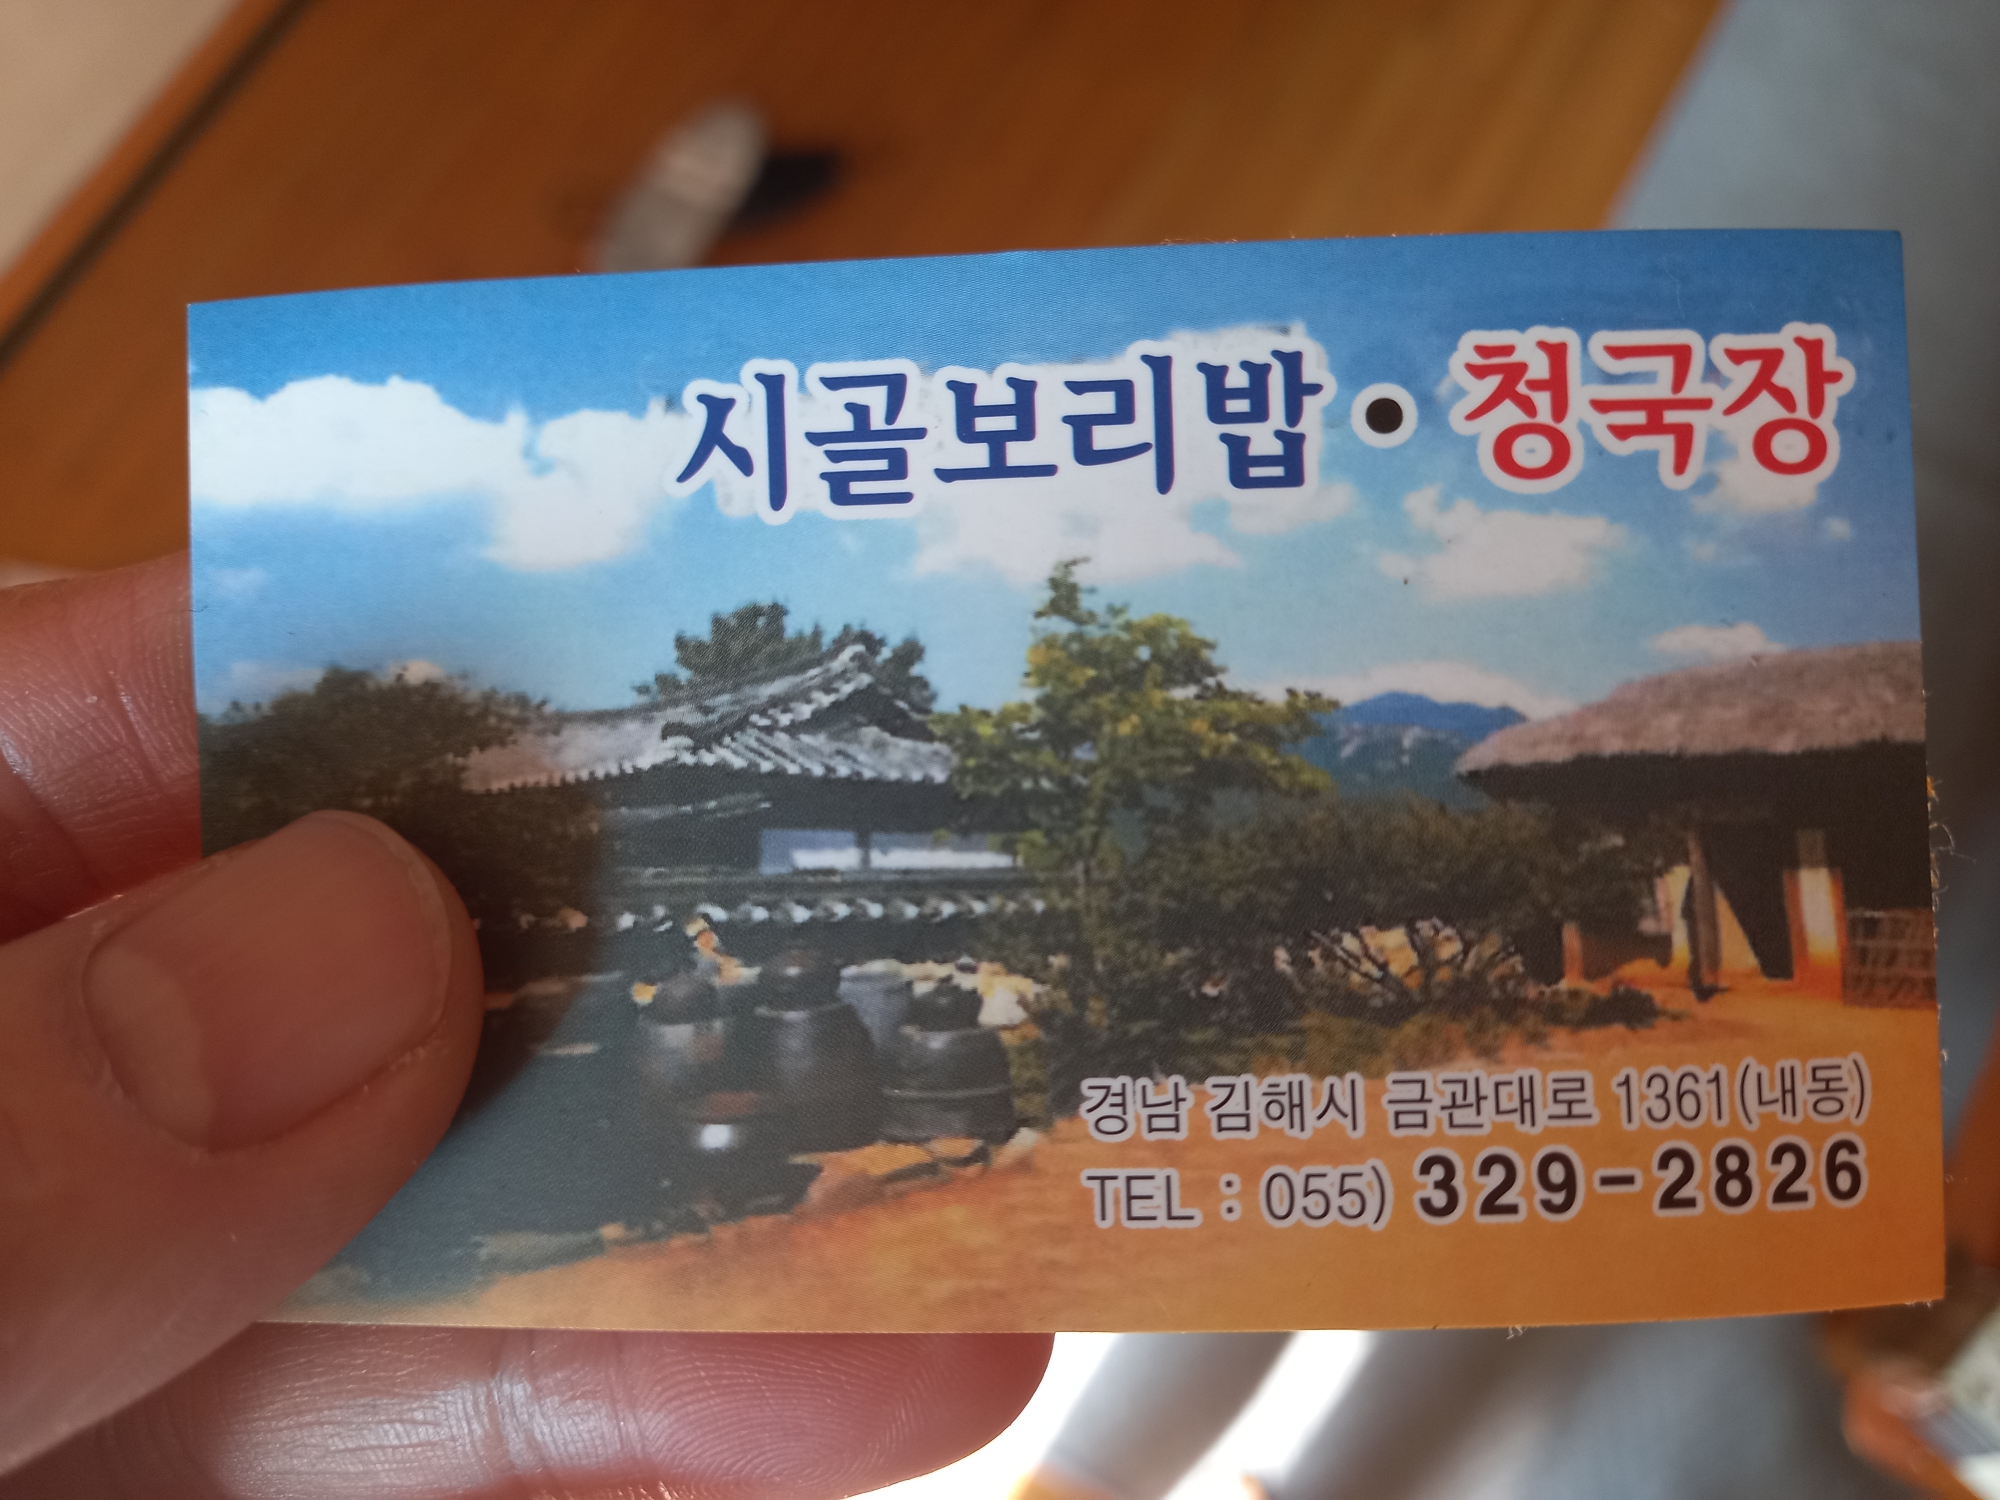 시골보리밥 • 청국장
경남 김해시 금관대로 1361(내동)
TEL : 055) 329-2826